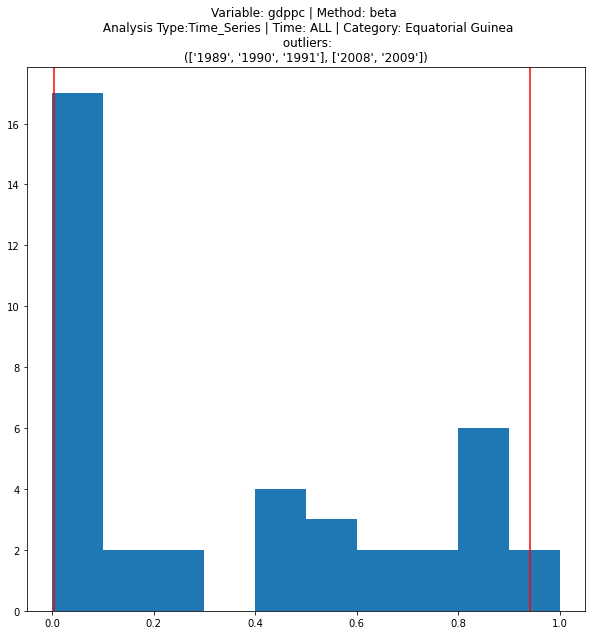 Variable: gdppc | Method: beta
Analysis Type:Time_Series | Time: ALL | Category: Equatorial Guinea
outliers:
(['1989', '1990', '1991'], ['2008', '2009'])
16
14
12
10
8
6
4
2
0
0.0 0.2 0.4 0.6 0.8 1.0